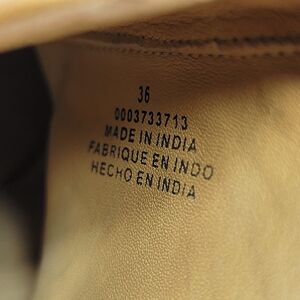 36
0003733713
MADE IN INDIA
FABRIQUE EN INDO
HECHO EN INDIA